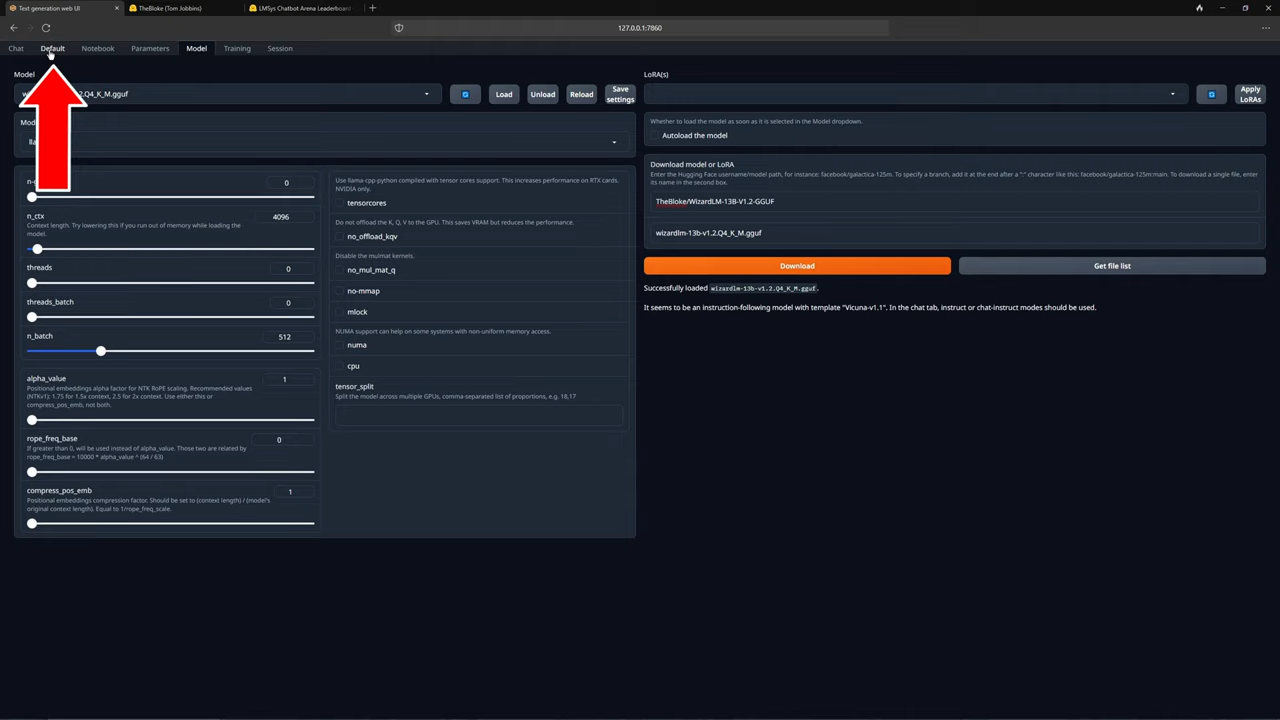 Text generation web UI
TheBloke (Tom Jobbins)
LMSys Chatbot Arena Leaderboard
127.0.0.1:7860
Chat
Default
Notebook
Parameters
Model
Training
Session
Model
.2.Q4_K_M.gguf
Load
Unload
Reload
Save settings
n_ctx
4096
Context length. Try lowering this if you run out of memory while loading the
model.
0
threads
0
threads_batch
0
n_batch
512
alpha_value
1
Positional embeddings alpha factor for NTK RoPE scaling. Recommended values
(NTKv1): 1.75 for 1.5x context, 2.5 for 2x context. Use either this or
compress_pos_emb, not both.
rope_freq_base
0
If greater than 0, will be used instead of alpha_value. Those two are related by
rope_freq_base = 10000 * alpha_value ^ (64 / 63)
compress_pos_emb
1
Positional embeddings compression factor. Should be set to (context length) / (model's
original context length). Equal to 1/rope_freq_scale.
Use llama-cpp-python compiled with tensor cores support. This increases performance on RTX cards.
NVIDIA only.
tensorcores
Do not offload the K, Q, V to the GPU. This saves VRAM but reduces the performance.
no_offload_kqv
Disable the mulmat kernels.
no_mul_mat_q
no-mmap
mlock
NUMA support can help on some systems with non-uniform memory access.
numa
cpu
tensor_split
Split the model across multiple GPUs, comma-separated list of proportions, e.g. 18,17
LoRA(s)
Apply
LoRAs
Whether to load the model as soon as it is selected in the Model dropdown.
Autoload the model
Download model or LoRA
Enter the Hugging Face username/model path, for instance: facebook/galactica-125m. To specify a branch, add it at the end after a ":" character like this: facebook/galactica-125m:main. To download a single file, enter
its name in the second box.
TheBloke/WizardLM-13B-V1.2-GGUF
wizardlm-13b-v1.2.Q4_K_M.gguf
Download
Get file list
Successfully loaded wizardlm-13b-v1.2.Q4_K_M.gguf.
It seems to be an instruction-following model with template "Vicuna-v1.1". In the chat tab, instruct or chat-instruct modes should be used.